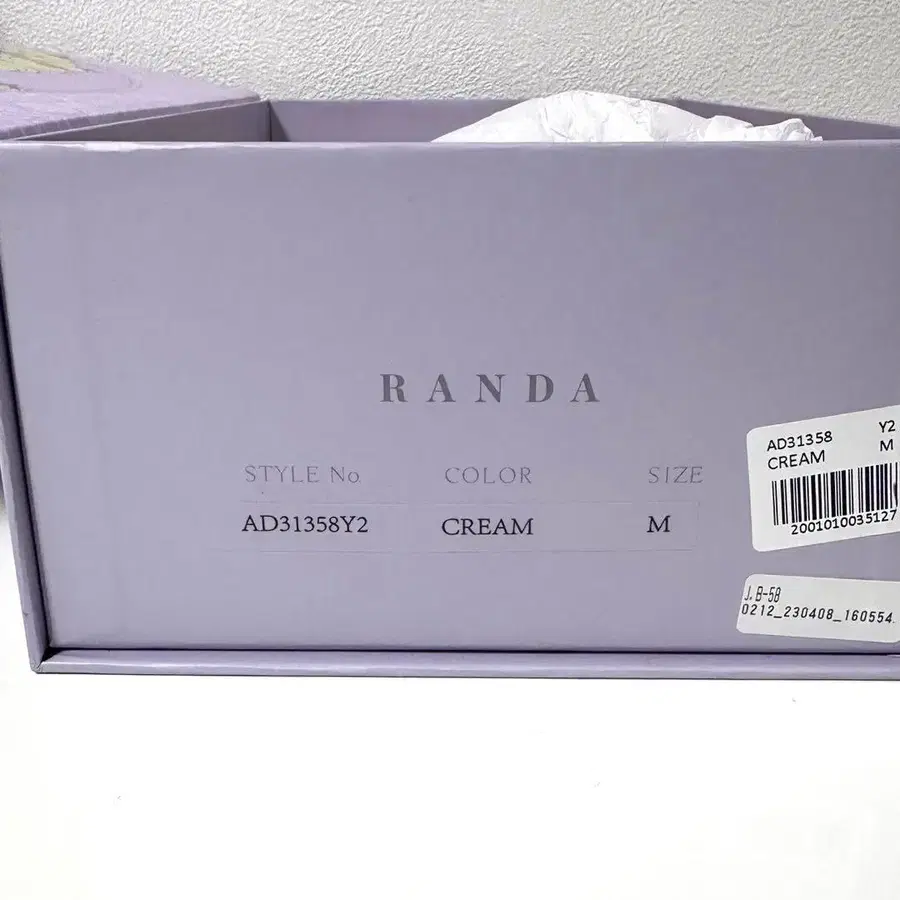 RANDA
STYLE No. COLOR SIZE
AD31358Y2 CREAM M
AD31358 Y2
CREAM M
2001010035127
J.B-58
0212_230408_160554